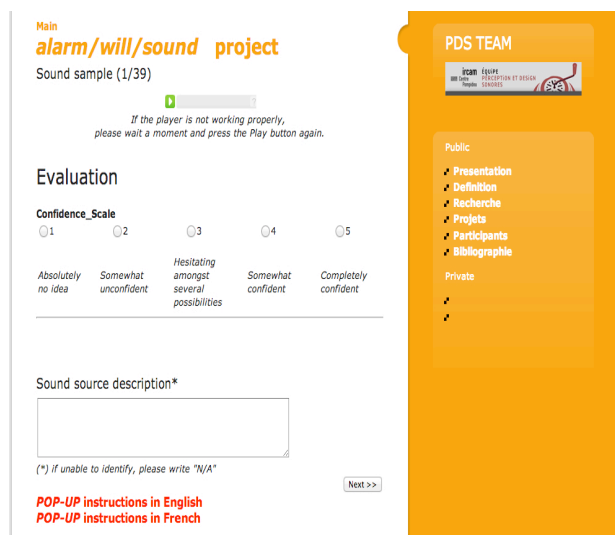 Main
alarm/will/sound project
Sound sample (1/39)
If the player is not working properly,
please wait a moment and press the Play button again.
Evaluation
Confidence_Scale
1 2 3 4 5
Absolutely no idea
Somewhat unconfident
Hesitating amongst several possibilities
Somewhat confident
Completely confident
Sound source description*
(*) if unable to identify, please write "N/A"
Next >>
POP-UP instructions in English
POP-UP instructions in French
PDS TEAM
ircam
Centre
Pompidou
ÉQUIPE
PERCEPTION ET DESIGN
SONORES
Public
Presentation
Definition
Recherche
Projets
Participants
Bibliographie
Private